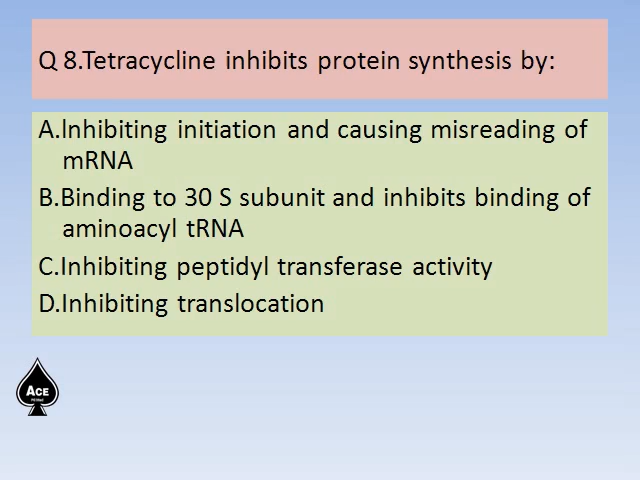 Q 8.Tetracycline inhibits protein synthesis by:
A.Inhibiting initiation and causing misreading of
mRNA
B.Binding to 30 S subunit and inhibits binding of
aminoacyl tRNA
C.Inhibiting peptidyl transferase activity
D.Inhibiting translocation
ACE